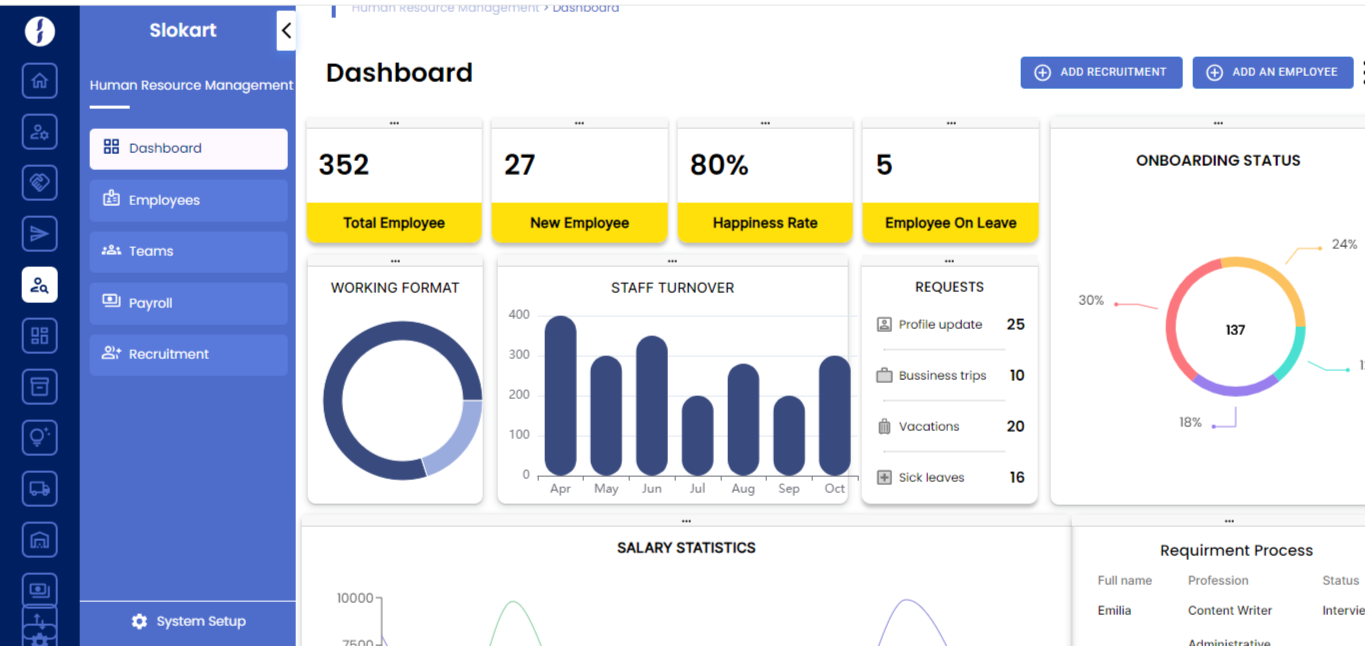 Slokart
Human Resource Management
Dashboard
Employees
Teams
Payroll
Recruitment
System Setup
Human Resource Management > Dashboard
Dashboard
ADD RECRUITMENT
ADD AN EMPLOYEE
352
Total Employee
27
New Employee
80%
Happiness Rate
5
Employee On Leave
ONBOARDING STATUS
24%
30%
137
18%
WORKING FORMAT
STAFF TURNOVER
400
300
200
100
0
Apr May Jun Jul Aug Sep Oct
REQUESTS
Profile update 25
Bussiness trips 10
Vacations 20
Sick leaves 16
SALARY STATISTICS
10000
7500
Requirment Process
Full name Profession Status
Emilia Content Writer
Administrative